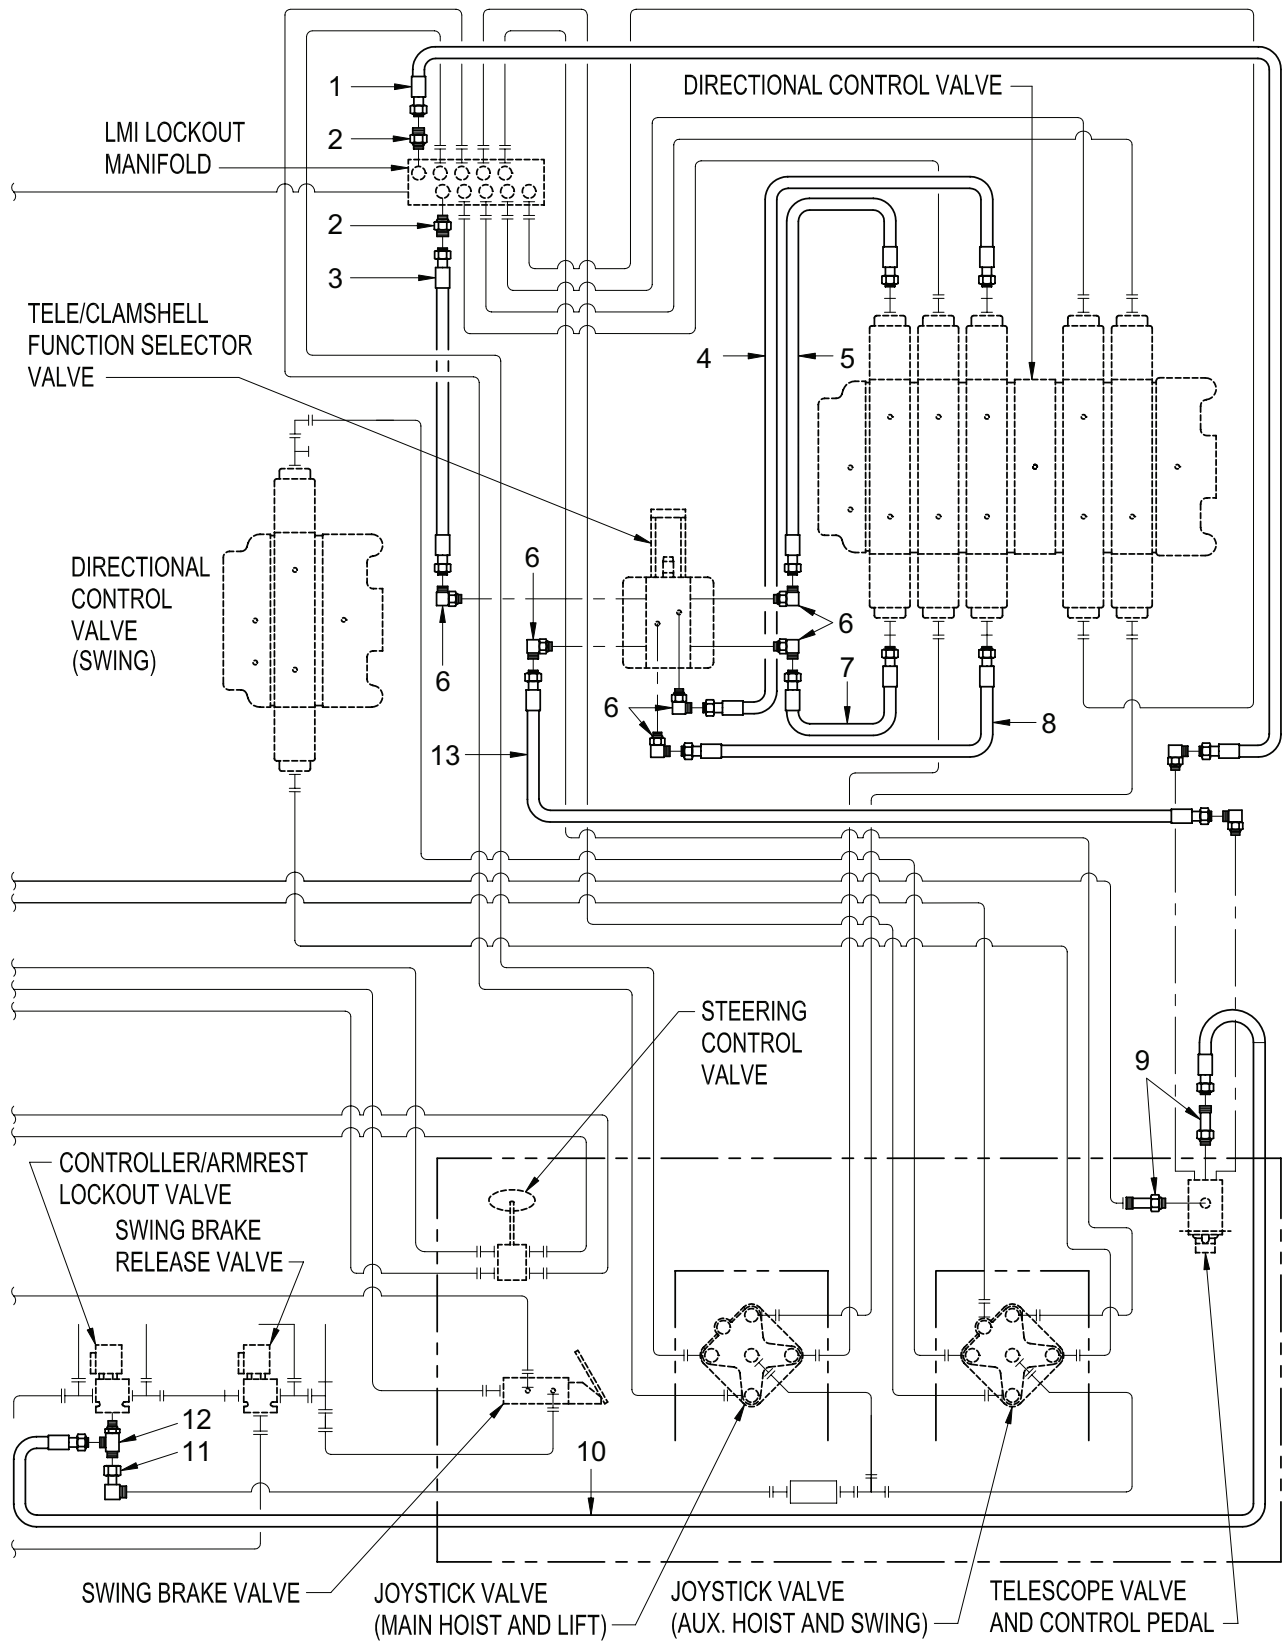 1
DIRECTIONAL CONTROL VALVE
LMI LOCKOUT
MANIFOLD
2
2
3
TELE/CLAMSHELL
FUNCTION SELECTOR
VALVE
4
5
DIRECTIONAL
CONTROL
VALVE
(SWING)
6
6
6
6
7
8
13
STEERING
CONTROL
VALVE
9
CONTROLLER/ARMREST
LOCKOUT VALVE
SWING BRAKE
RELEASE VALVE
12
11
10
SWING BRAKE VALVE
JOYSTICK VALVE
(MAIN HOIST AND LIFT)
JOYSTICK VALVE
(AUX. HOIST AND SWING)
TELESCOPE VALVE
AND CONTROL PEDAL